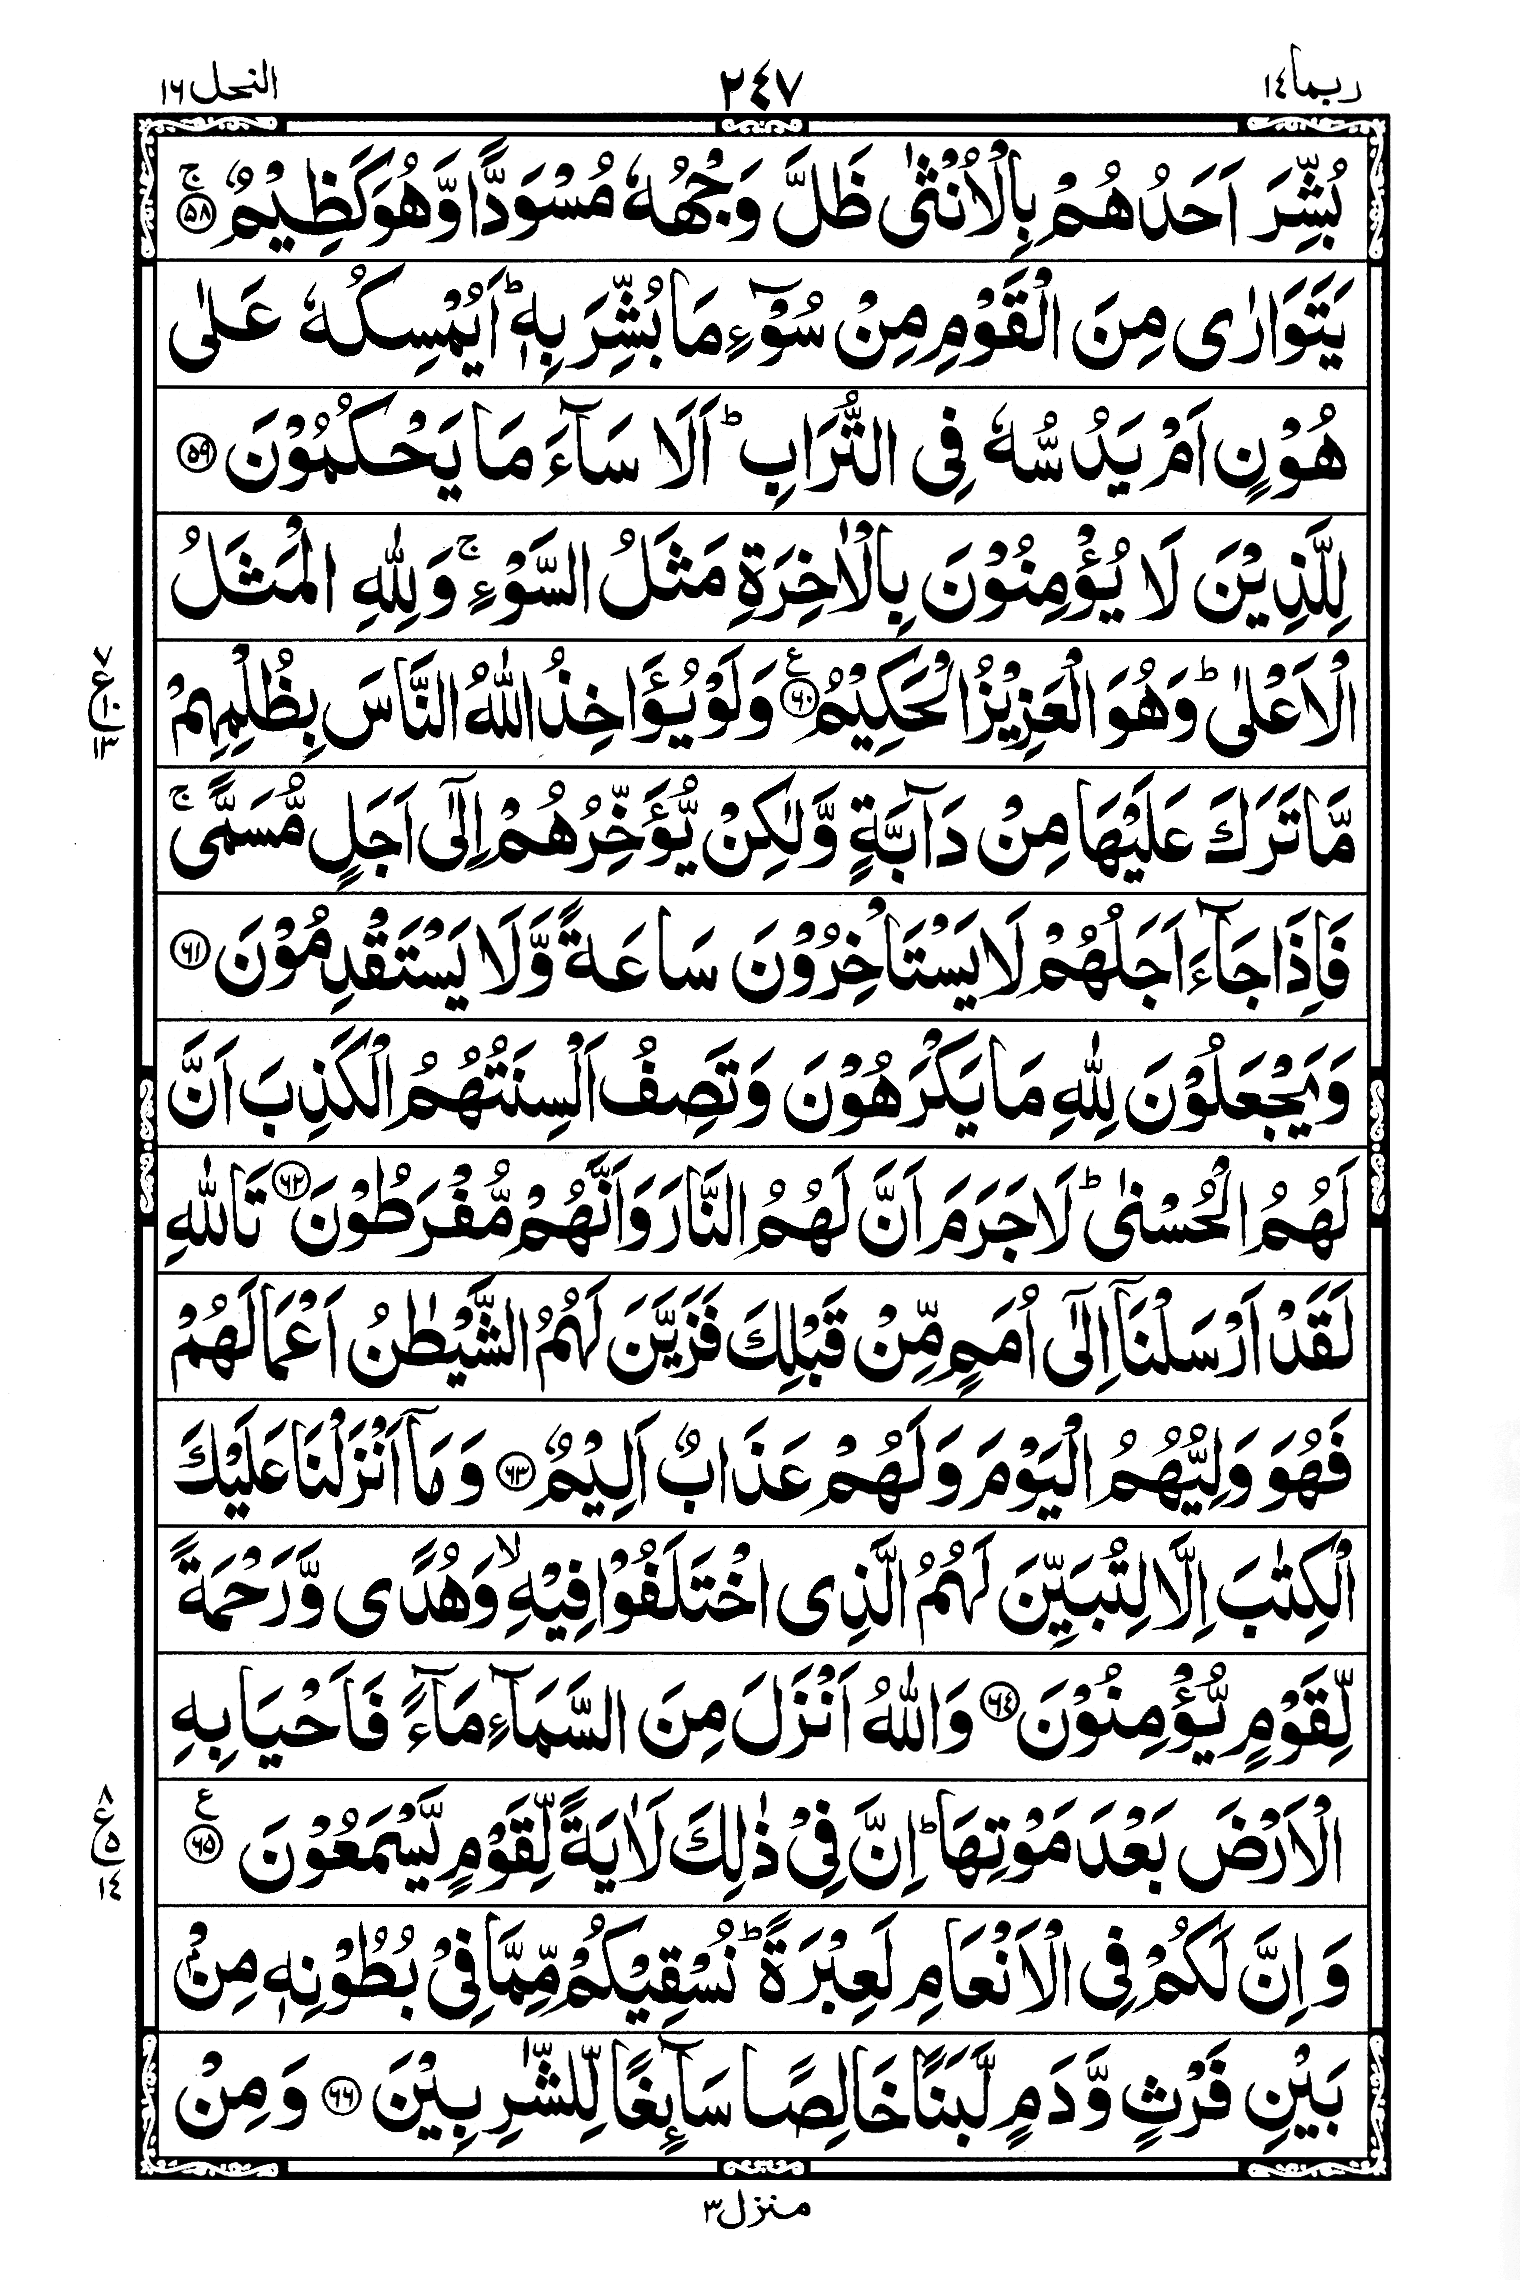 ربما ١٤ ٢٤٧ النحل ١٦
بُشِّرَ اَحَدُهُمْ بِالْاُنْثٰى ظَلَّ وَجْهُهٗ مُسْوَدًّا وَّهُوَ كَظِيْمٌ ۚ ﴿۵۸﴾
يَتَوَارٰى مِنَ الْقَوْمِ مِنْ سُوْٓءِ مَا بُشِّرَ بِهٖ ؕ اَيُمْسِكُهٗ عَلٰى
هُوْنٍ اَمْ يَدُسُّهٗ فِى التُّرَابِ ؕ اَلَا سَآءَ مَا يَحْكُمُوْنَ ﴿۵۹﴾
لِلَّذِيْنَ لَا يُؤْمِنُوْنَ بِالْاٰخِرَةِ مَثَلُ السَّوْءِ ۚ وَلِلّٰهِ الْمَثَلُ
الْاَعْلٰى ؕ وَهُوَ الْعَزِيْزُ الْحَكِيْمُ ﴿۶۰﴾ ع وَلَوْ يُؤَاخِذُ اللّٰهُ النَّاسَ بِظُلْمِهِمْ
٧ ع ١٠ ١٣
مَّا تَرَكَ عَلَيْهَا مِنْ دَآبَّةٍ وَّلٰكِنْ يُّؤَخِّرُهُمْ اِلٰٓى اَجَلٍ مُّسَمًّى ۚ
فَاِذَا جَآءَ اَجَلُهُمْ لَا يَسْتَاْخِرُوْنَ سَاعَةً وَّلَا يَسْتَقْدِمُوْنَ ﴿۶۱﴾
وَيَجْعَلُوْنَ لِلّٰهِ مَا يَكْرَهُوْنَ وَتَصِفُ اَلْسِنَتُهُمُ الْكَذِبَ اَنَّ
لَهُمُ الْحُسْنٰى ؕ لَا جَرَمَ اَنَّ لَهُمُ النَّارَ وَاَنَّهُمْ مُّفْرَطُوْنَ ﴿۶۲﴾ تَاللّٰهِ
لَقَدْ اَرْسَلْنَآ اِلٰٓى اُمَمٍ مِّنْ قَبْلِكَ فَزَيَّنَ لَهُمُ الشَّيْطٰنُ اَعْمَالَهُمْ
فَهُوَ وَلِيُّهُمُ الْيَوْمَ وَلَهُمْ عَذَابٌ اَلِيْمٌ ﴿۶۳﴾ وَمَآ اَنْزَلْنَا عَلَيْكَ
الْكِتٰبَ اِلَّا لِتُبَيِّنَ لَهُمُ الَّذِى اخْتَلَفُوْا فِيْهِ ۙ وَهُدًى وَّرَحْمَةً
لِّقَوْمٍ يُّؤْمِنُوْنَ ﴿۶۴﴾ وَاللّٰهُ اَنْزَلَ مِنَ السَّمَآءِ مَآءً فَاَحْيَا بِهِ
الْاَرْضَ بَعْدَ مَوْتِهَا ؕ اِنَّ فِىْ ذٰلِكَ لَاٰيَةً لِّقَوْمٍ يَّسْمَعُوْنَ ﴿۶۵﴾ ع
٨ ع ٥ ١٤
وَاِنَّ لَكُمْ فِى الْاَنْعَامِ لَعِبْرَةً ؕ نُسْقِيْكُمْ مِّمَّا فِىْ بُطُوْنِهٖ مِنْۢ
بَيْنِ فَرْثٍ وَّدَمٍ لَّبَنًا خَالِصًا سَآئِغًا لِّلشّٰرِبِيْنَ ﴿۶۶﴾ وَمِنْ
منزل ٣